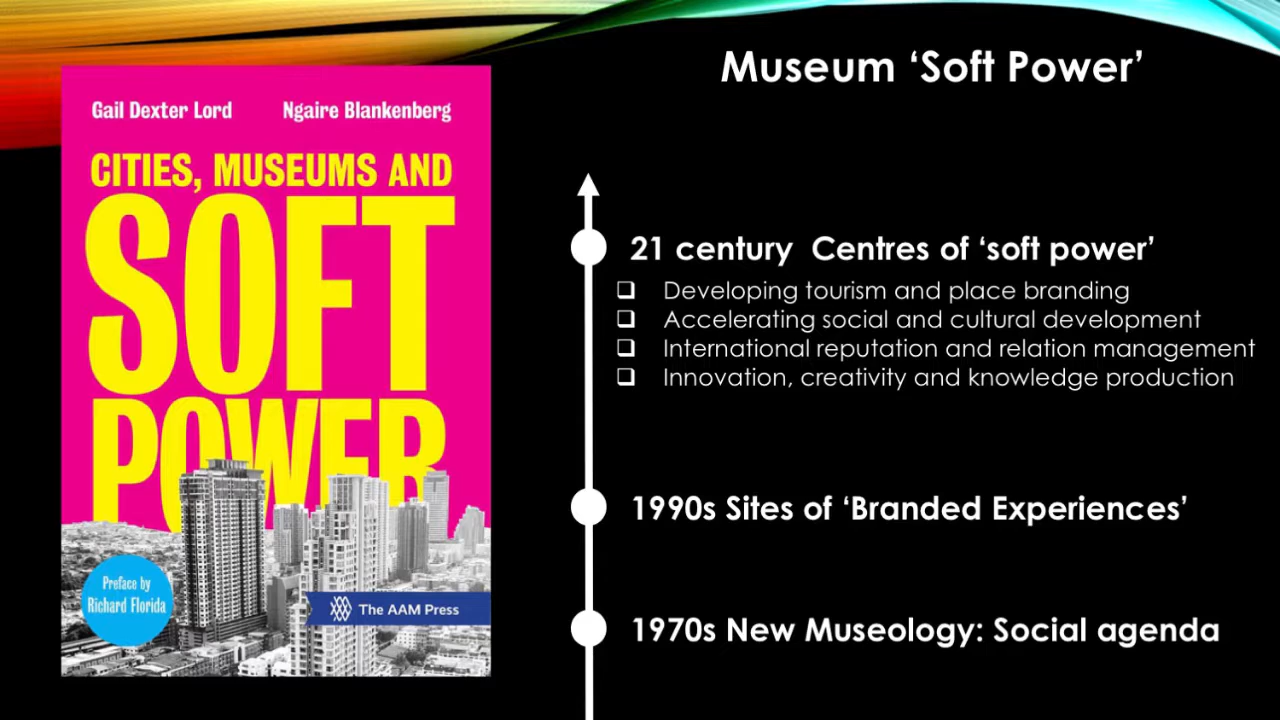 Museum ‘Soft Power’
Gail Dexter Lord Ngaire Blankenberg
CITIES, MUSEUMS AND
SOFT
POWER
Preface by
Richard Florida
The AAM Press
21 century Centres of ‘soft power’
❑ Developing tourism and place branding
❑ Accelerating social and cultural development
❑ International reputation and relation management
❑ Innovation, creativity and knowledge production
1990s Sites of ‘Branded Experiences’
1970s New Museology: Social agenda